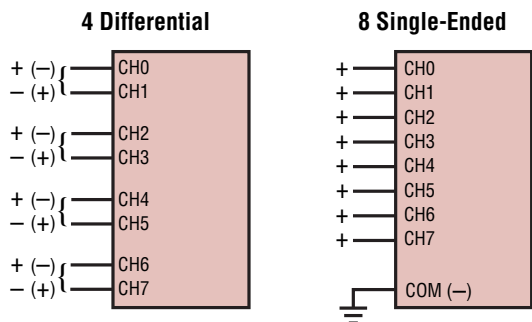 4 Differential
+ (−) { CH0
− (+) CH1
+ (−) { CH2
− (+) CH3
+ (−) { CH4
− (+) CH5
+ (−) { CH6
− (+) CH7
8 Single-Ended
+ CH0
+ CH1
+ CH2
+ CH3
+ CH4
+ CH5
+ CH6
+ CH7
COM (−)